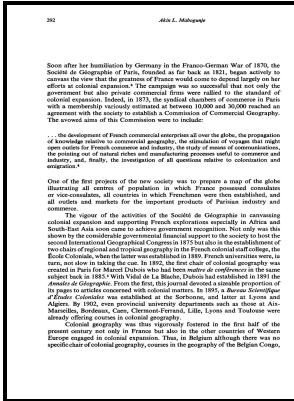 292 Akin L. Mabogunje
Soon after her humiliation by Germany in the Franco-German War of 1870, the
Société de Géographie de Paris, founded as far back as 1821, began actively to
canvass the view that the greatness of France would come to depend largely on her
efforts at colonial expansion.⁸ The campaign was so successful that not only the
government but also private commercial firms were rallied to the standard of
colonial expansion. Indeed, in 1873, the syndical chambers of commerce in Paris
with a membership variously estimated at between 10,000 and 30,000 reached an
agreement with the society to establish a Commission of Commercial Geography.
The avowed aims of this Commission were to include:
. . . the development of French commercial enterprises all over the globe, the propagation
of knowledge relative to commercial geography, the stimulation of voyages that might
open outlets for French commerce and industry, the study of means of communications,
the pointing out of natural riches and manufacturing processes useful to commerce and
industry, and, finally, the investigation of all questions relative to colonization and
emigration.⁴
One of the first projects of the new society was to prepare a map of the globe
illustrating all centres of population in which France possessed consulates
or vice-consulates, all countries in which Frenchmen were then established, and
all outlets and markets for the important products of Parisian industry and
commerce.
The vigour of the activities of the Société de Géographie in canvassing
colonial expansion and supporting French explorations especially in Africa and
South-East Asia soon came to achieve government recognition. Not only was this
shown by the considerable governmental financial support to the society to host the
second International Geographical Congress in 1875 but also in the establishment of
two chairs of regional and tropical geography in the French colonial staff college, the
École Coloniale, when the latter was established in 1889. French universities were, in
turn, not slow in taking the cue. In 1892, the first chair of colonial geography was
created in Paris for Marcel Dubois who had been maître de conférences in the same
subject back in 1885.⁵ With Vidal de La Blache, Dubois had established in 1891 the
Annales de Géographie. From the first, this journal devoted a sizeable proportion of
its pages to articles concerned with colonial matters. In 1895, a Bureau Scientifique
d'Études Coloniales was established at the Sorbonne, and latter at Lyons and
Algiers. By 1902, even provincial university departments such as those at Aix-
Marseilles, Bordeaux, Caen, Clermont-Ferrand, Lille, Lyons and Toulouse were
already offering courses in colonial geography.
Colonial geography was thus vigorously fostered in the first half of the
present century not only in France but also in the other countries of Western
Europe engaged in colonial expansion. Thus, in Belgium although there was no
specific chair of colonial geography, courses in the geography of the Belgian Congo,